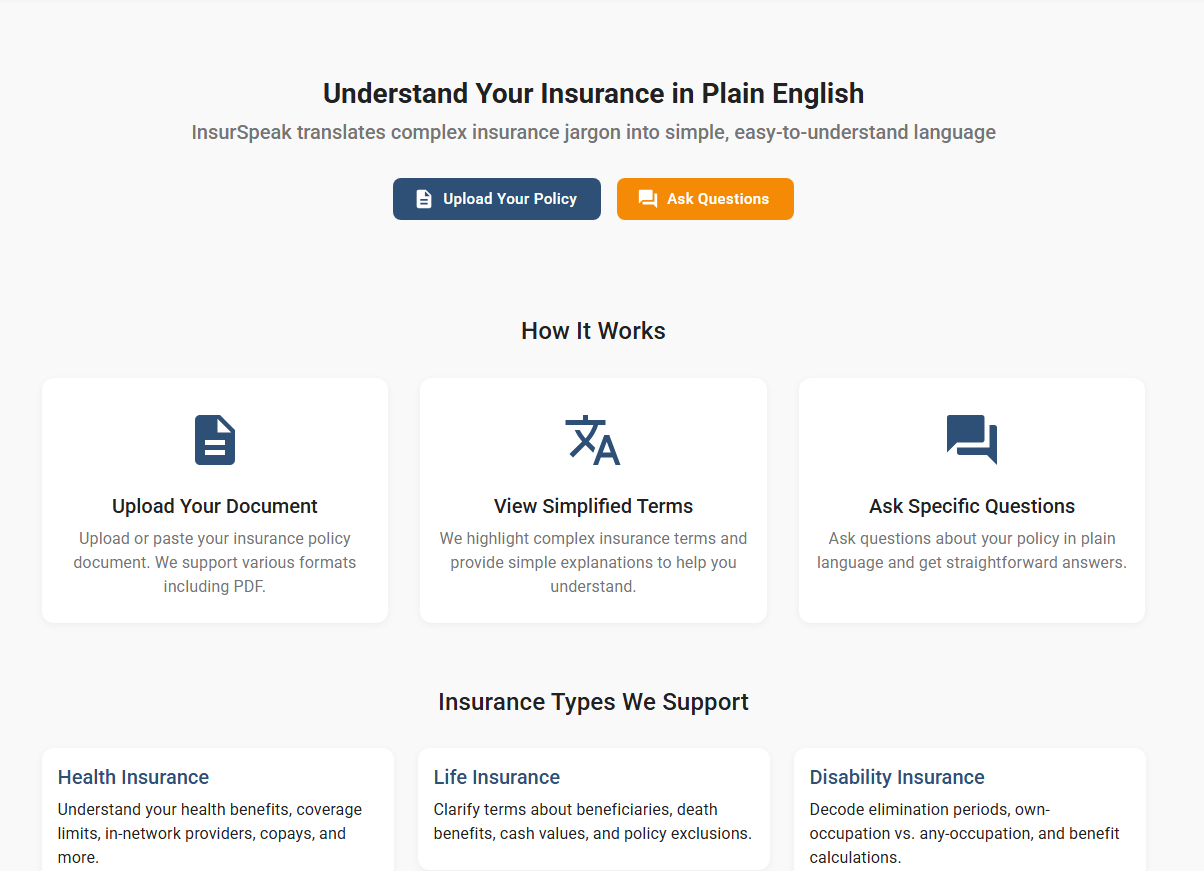 Understand Your Insurance in Plain English
InsurSpeak translates complex insurance jargon into simple, easy-to-understand language
Upload Your Policy
Ask Questions
How It Works
Upload Your Document
Upload or paste your insurance policy
document. We support various formats
including PDF.
View Simplified Terms
We highlight complex insurance terms and
provide simple explanations to help you
understand.
Ask Specific Questions
Ask questions about your policy in plain
language and get straightforward answers.
Insurance Types We Support
Health Insurance
Understand your health benefits, coverage
limits, in-network providers, copays, and
more.
Life Insurance
Clarify terms about beneficiaries, death
benefits, cash values, and policy exclusions.
Disability Insurance
Decode elimination periods, own-
occupation vs. any-occupation, and benefit
calculations.